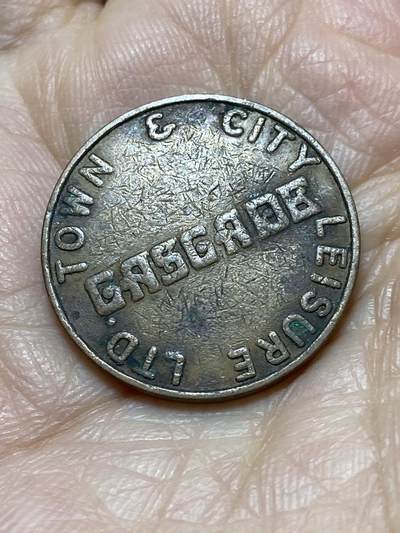 TOWN & CITY LEISURE LTD.
CASCADE